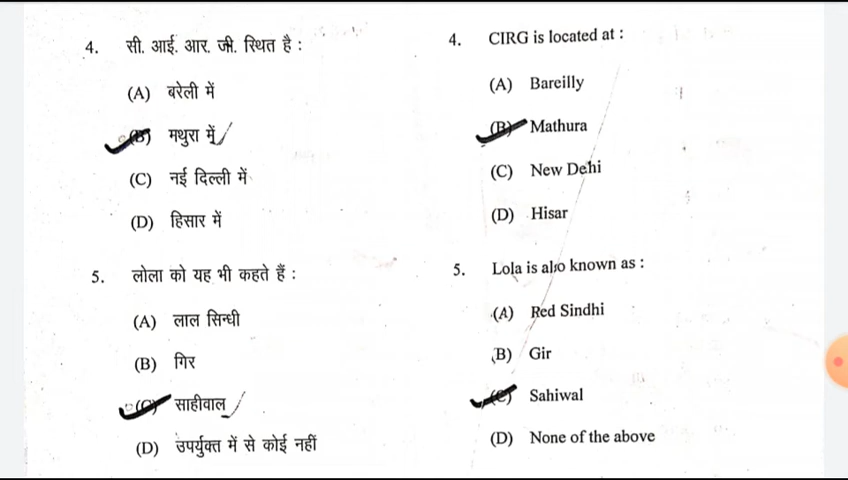 4. सी. आई. आर. जी. स्थित है :
(A) बरेली में
(B) मथुरा में
(C) नई दिल्ली में
(D) हिसार में
5. लोला को यह भी कहते हैं :
(A) लाल सिन्धी
(B) गिर
(C) साहीवाल
(D) उपर्युक्त में से कोई नहीं
4. CIRG is located at :
(A) Bareilly
(B) Mathura
(C) New Dehi
(D) Hisar
5. Lola is also known as :
(A) Red Sindhi
(B) Gir
(C) Sahiwal
(D) None of the above